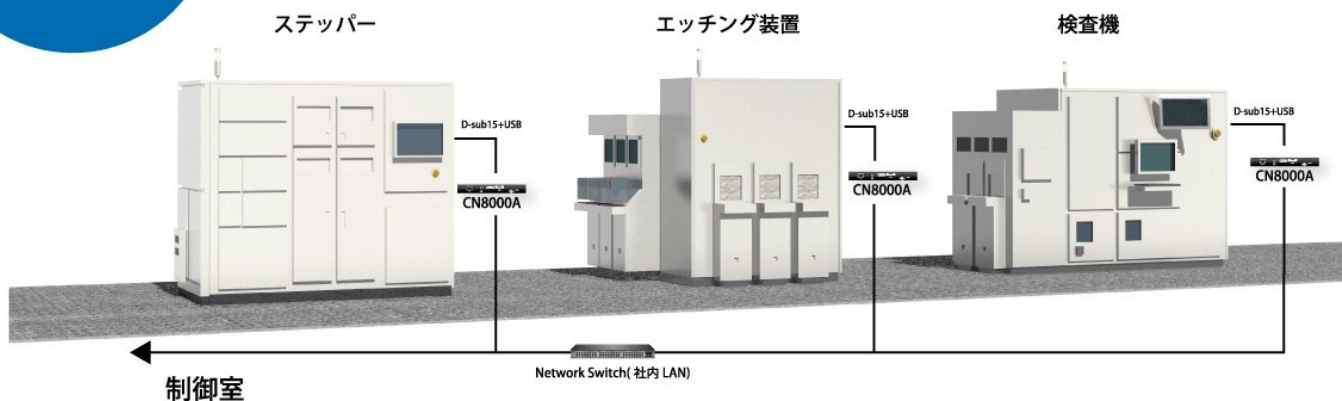 ステッパー
エッチング装置
検査機
D-sub15+USB
CN8000A
D-sub15+USB
CN8000A
D-sub15+USB
CN8000A
Network Switch( 社内 LAN)
制御室